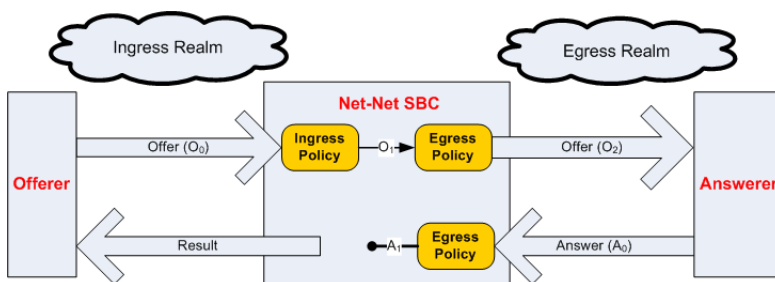 Ingress Realm
Egress Realm
Net-Net SBC
Offerer
Offer (O₀)
Ingress
Policy
O₁
Egress
Policy
Offer (O₂)
Answerer
Result
A₁
Egress
Policy
Answer (A₀)